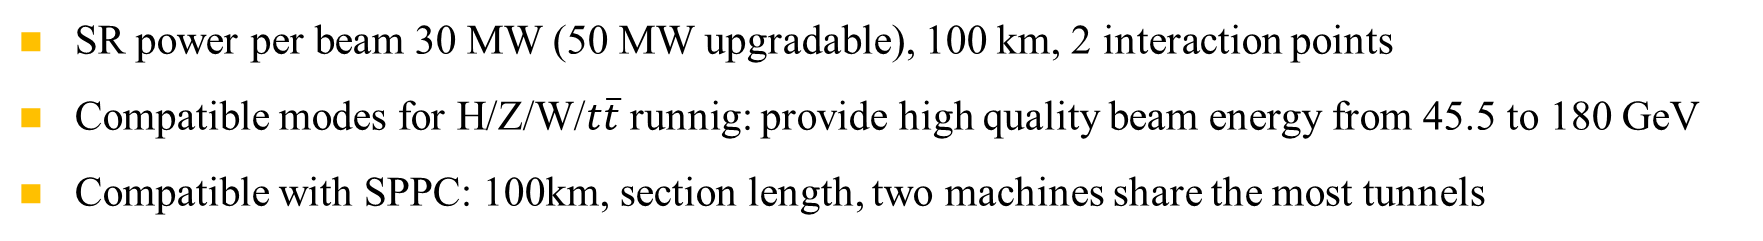 SR power per beam 30 MW (50 MW upgradable), 100 km, 2 interaction points
Compatible modes for H/Z/W/tt̄ runnig: provide high quality beam energy from 45.5 to 180 GeV
Compatible with SPPC: 100km, section length, two machines share the most tunnels